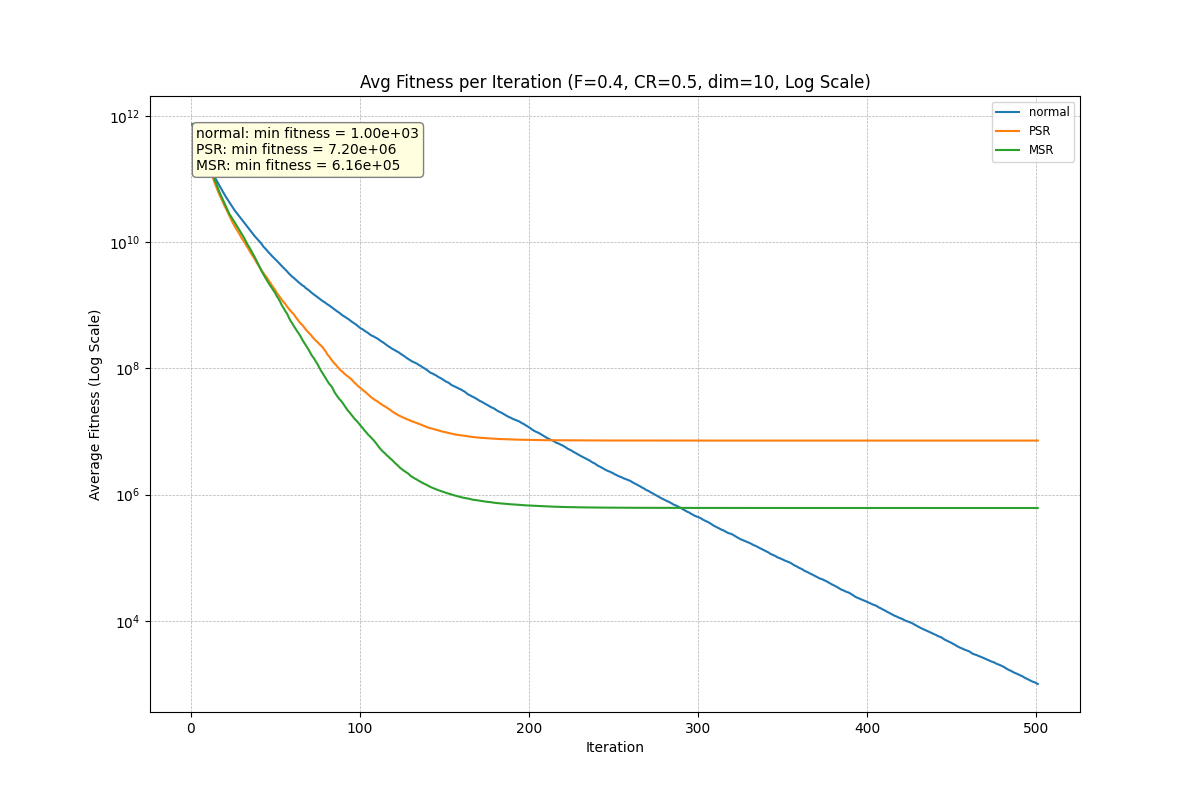 Avg Fitness per Iteration (F=0.4, CR=0.5, dim=10, Log Scale)
normal: min fitness = 1.00e+03
PSR: min fitness = 7.20e+06
MSR: min fitness = 6.16e+05
normal
PSR
MSR
Average Fitness (Log Scale)
10¹²
10¹⁰
10⁸
10⁶
10⁴
0 100 200 300 400 500
Iteration